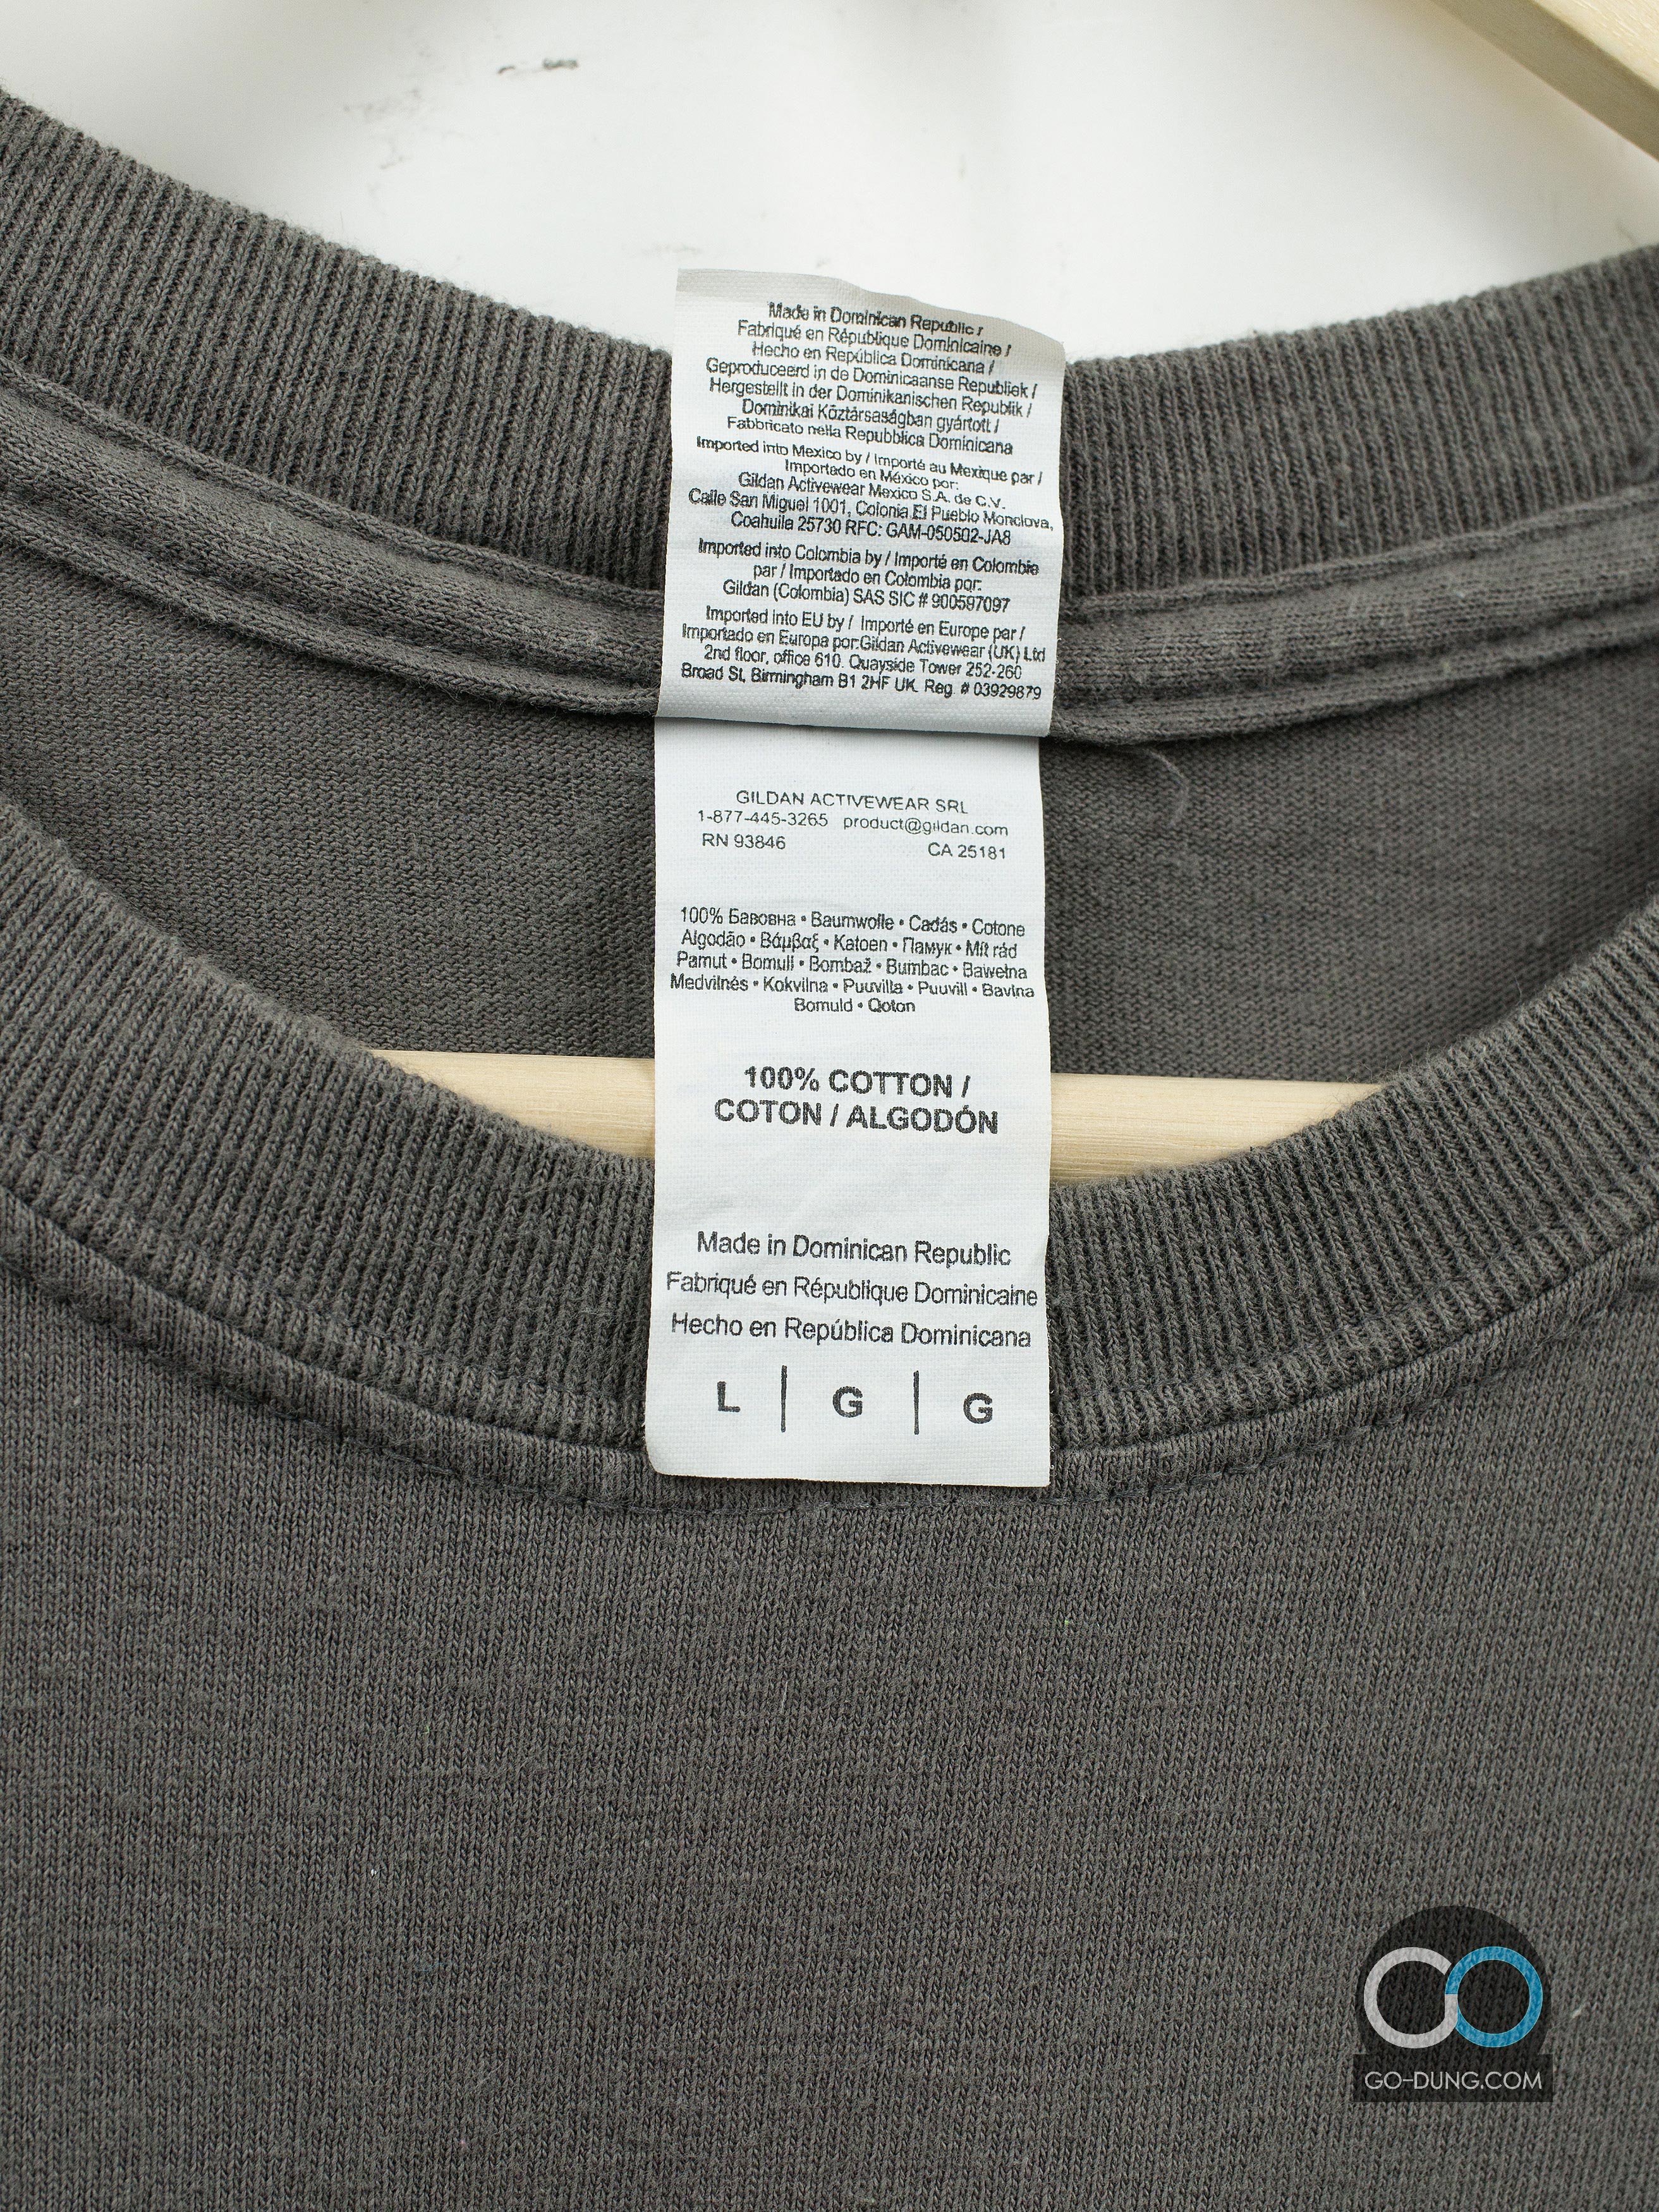 Made in Dominican Republic /
Fabriqué en République Dominicaine /
Hecho en República Dominicana /
Geproduceerd in de Dominicaanse Republiek /
Hergestellt in der Dominikanischen Republik /
Dominikai Köztársaságban gyártott /
Fabbricato nella Repubblica Dominicana
Imported into Mexico by / Importé au Mexique par /
Importado en México por:
Gildan Activewear Mexico S.A. de C.V.
Calle San Miguel 1001, Colonia El Pueblo Monclova,
Coahuila 25730 RFC: GAM-050502-JA8
Imported into Colombia by / Importé en Colombie
par / Importado en Colombia por:
Gildan (Colombia) SAS SIC # 900597097
Imported into EU by / Importé en Europe par /
Importado en Europa por:Gildan Activewear (UK) Ltd
2nd floor, office 610. Quayside Tower 252-260
Broad St, Birmingham B1 2HF UK. Reg. # 03929879
GILDAN ACTIVEWEAR SRL
1-877-445-3265 product@gildan.com
RN 93846 CA 25181
100% Бавовна • Baumwolle • Cadás • Cotone
Algodão • Βάμβαξ • Katoen • Памук • Mít rád
Pamut • Bomull • Bombaž • Bumbac • Bawełna
Medvilnės • Kokvilna • Puuvilla • Puuvill • Bavlna
Bomuld • Qoton
100% COTTON /
COTON / ALGODÓN
Made in Dominican Republic
Fabriqué en République Dominicaine
Hecho en República Dominicana
L | G | G
GO-DUNG.COM